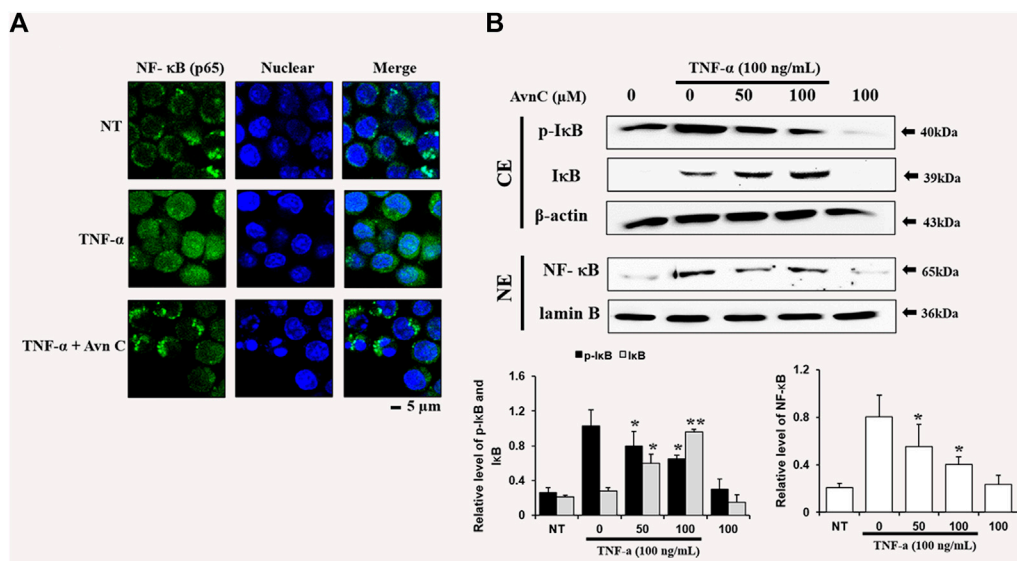 A
B
NF- κB (p65) Nuclear Merge
NT
TNF-α
TNF-α + Avn C
5 μm
TNF-α (100 ng/mL)
AvnC (μM) 0 0 50 100 100
CE
p-IκB 40kDa
IκB 39kDa
β-actin 43kDa
NE
NF- κB 65kDa
lamin B 36kDa
p-IκB IκB
Relative level of p-IκB and
IκB
1.6
1.2
0.8
0.4
0
* * * **
NT 0 50 100 100
TNF-a (100 ng/mL)
Relative level of NF-κB
1.2
0.8
0.4
0
* *
NT 0 50 100 100
TNF-a (100 ng/mL)